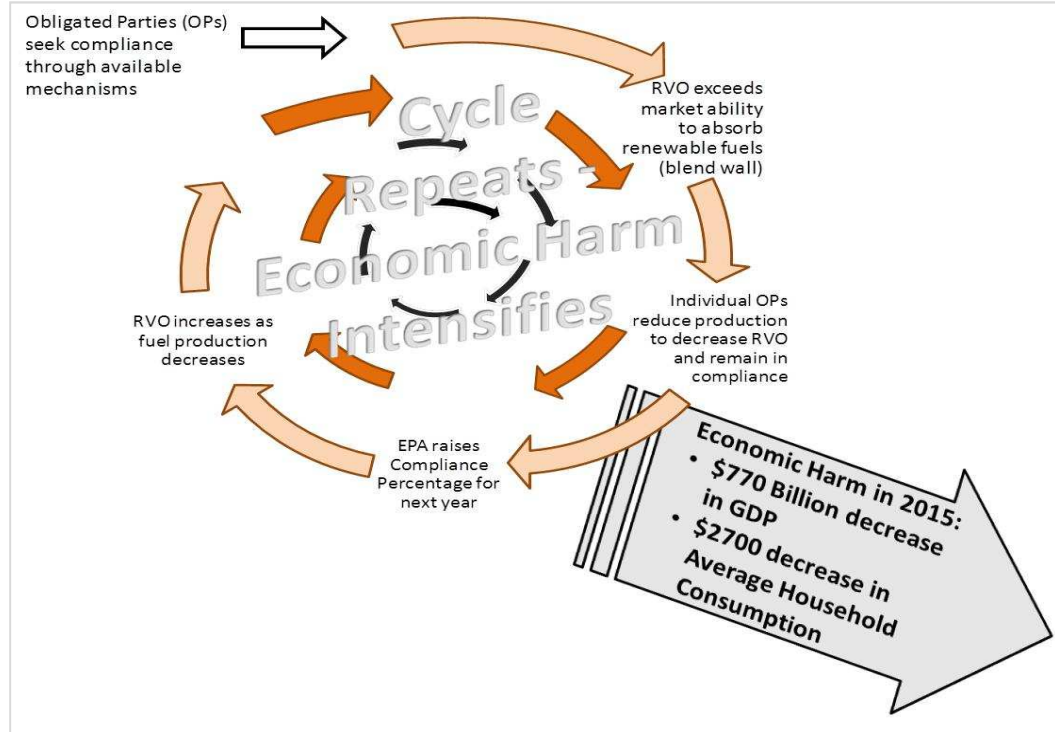 Obligated Parties (OPs)
seek compliance
through available
mechanisms
RVO exceeds
market ability
to absorb
renewable fuels
(blend wall)
Cycle
Repeats -
Economic Harm
Intensifies
Individual OPs
reduce production
to decrease RVO
and remain in
compliance
RVO increases as
fuel production
decreases
EPA raises
Compliance
Percentage for
next year
Economic Harm in 2015:
• $770 Billion decrease
in GDP
• $2700 decrease in
Average Household
Consumption